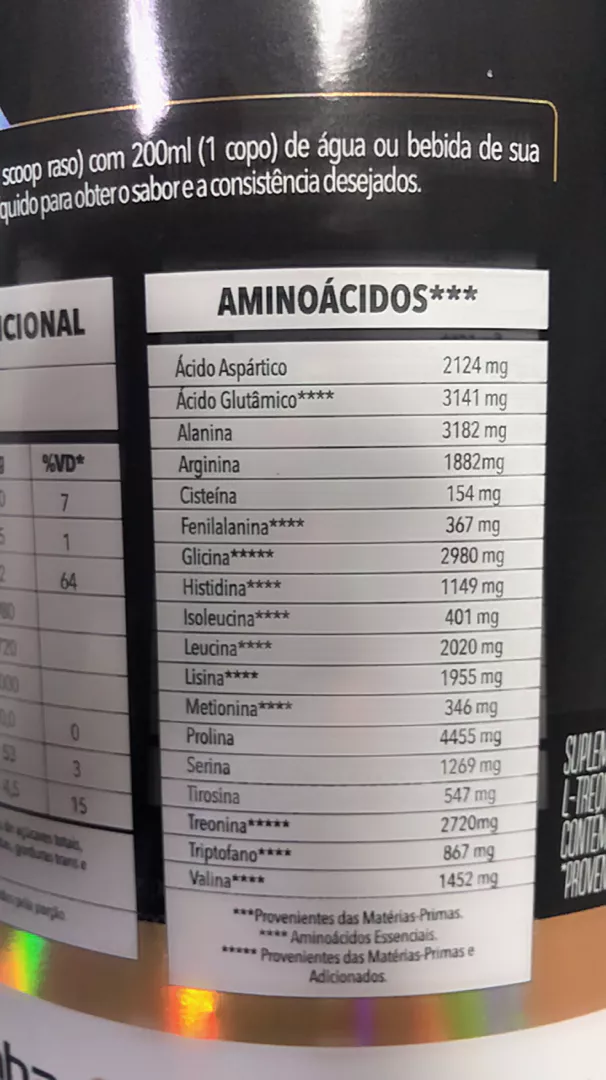 scoop raso) com 200ml (1 copo) de água ou bebida de sua
quido para obter o sabor e a consistência desejados.
CIONAL
%VD*
7
1
64
0
3
15
AMINOÁCIDOS***
Ácido Aspártico 2124 mg
Ácido Glutâmico**** 3141 mg
Alanina 3182 mg
Arginina 1882mg
Cisteína 154 mg
Fenilalanina**** 367 mg
Glicina***** 2980 mg
Histidina**** 1149 mg
Isoleucina**** 401 mg
Leucina**** 2020 mg
Lisina**** 1955 mg
Metionina**** 346 mg
Prolina 4455 mg
Serina 1269 mg
Tirosina 547 mg
Treonina***** 2720mg
Triptofano**** 867 mg
Valina**** 1452 mg
***Provenientes das Matérias-Primas.
**** Aminoácidos Essenciais.
***** Provenientes das Matérias-Primas e
Adicionados.
SUPLEM
L-TREO
CONTÉM
*PROVEN